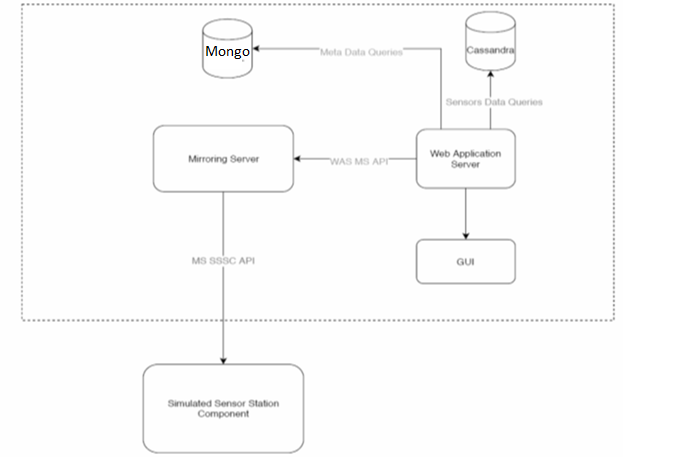 Mongo
Meta Data Queries
Cassandra
Sensors Data Queries
Mirroring Server
WAS MS API
Web Application
Server
MS SSSC API
GUI
Simulated Sensor Station
Component